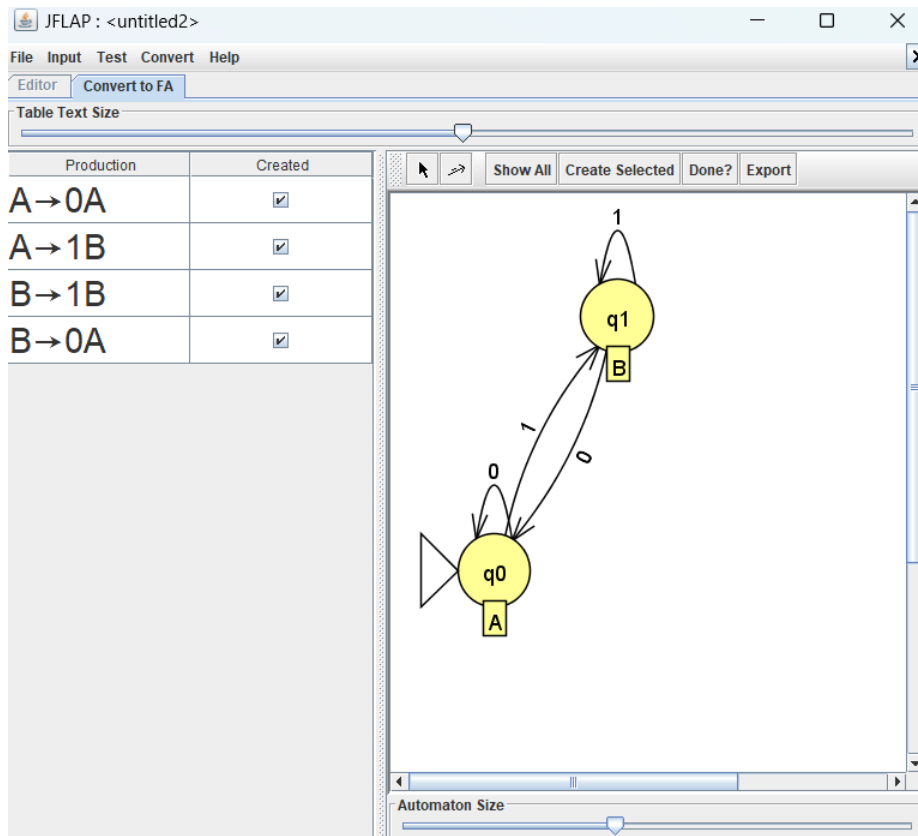 JFLAP : <untitled2>
File Input Test Convert Help
Editor Convert to FA
Table Text Size
Production Created
A→0A
A→1B
B→1B
B→0A
Show All Create Selected Done? Export
1
q1
B
1
0
0
q0
A
Automaton Size